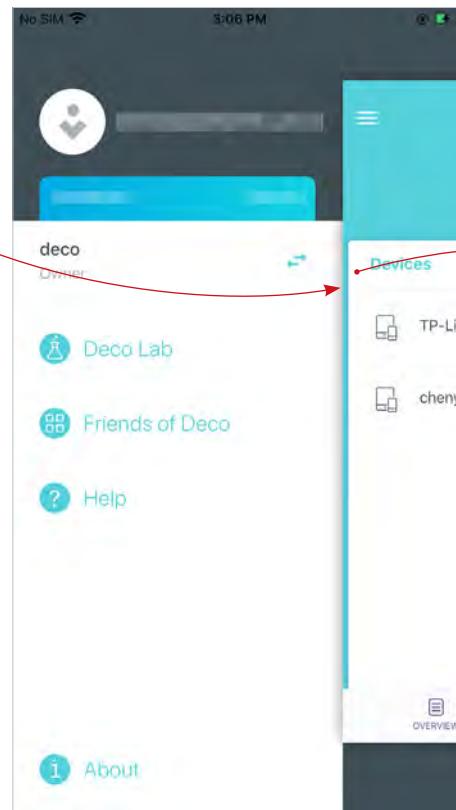 No SIM 3:06 PM
deco
Owner:
Devices
Deco Lab
TP-Li
Friends of Deco
cheny
Help
OVERVIEW
About